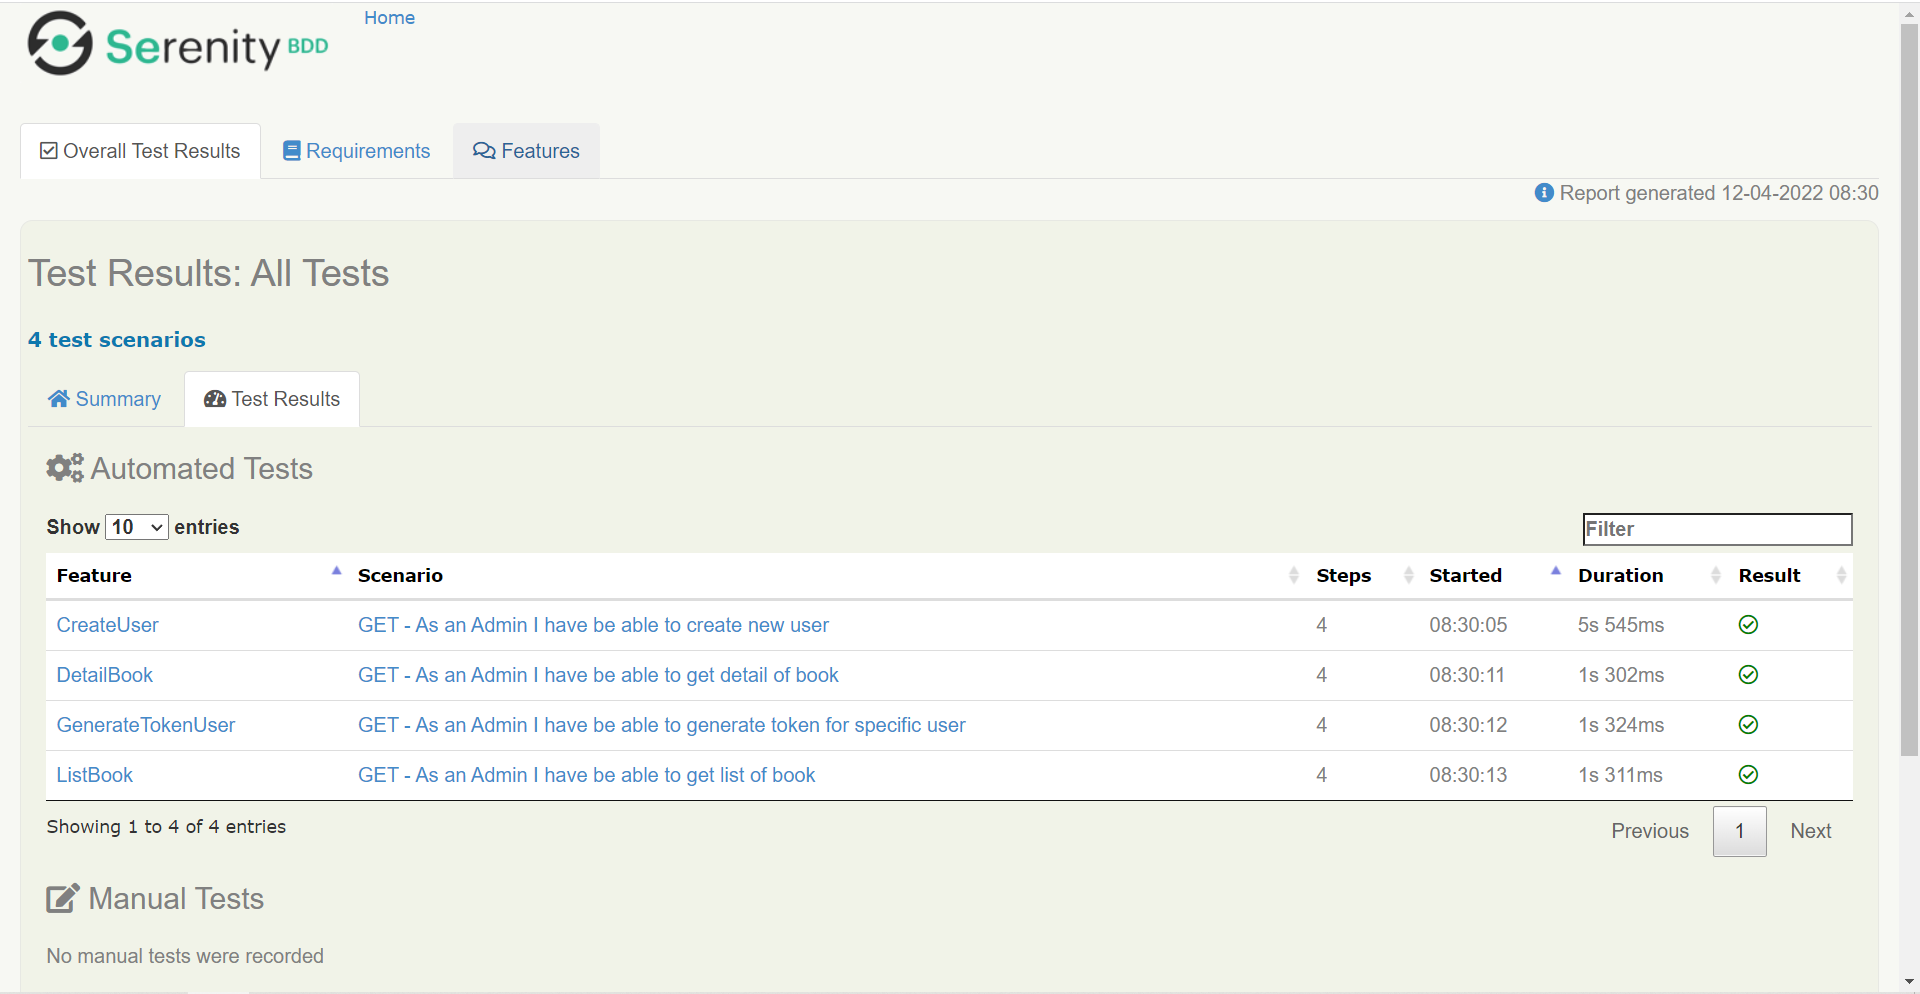 Serenity BDD
Home
Overall Test Results Requirements Features
Report generated 12-04-2022 08:30
Test Results: All Tests
4 test scenarios
Summary Test Results
Automated Tests
Show 10 entries Filter
Feature Scenario Steps Started Duration Result
CreateUser GET - As an Admin I have be able to create new user 4 08:30:05 5s 545ms
DetailBook GET - As an Admin I have be able to get detail of book 4 08:30:11 1s 302ms
GenerateTokenUser GET - As an Admin I have be able to generate token for specific user 4 08:30:12 1s 324ms
ListBook GET - As an Admin I have be able to get list of book 4 08:30:13 1s 311ms
Showing 1 to 4 of 4 entries Previous 1 Next
Manual Tests
No manual tests were recorded